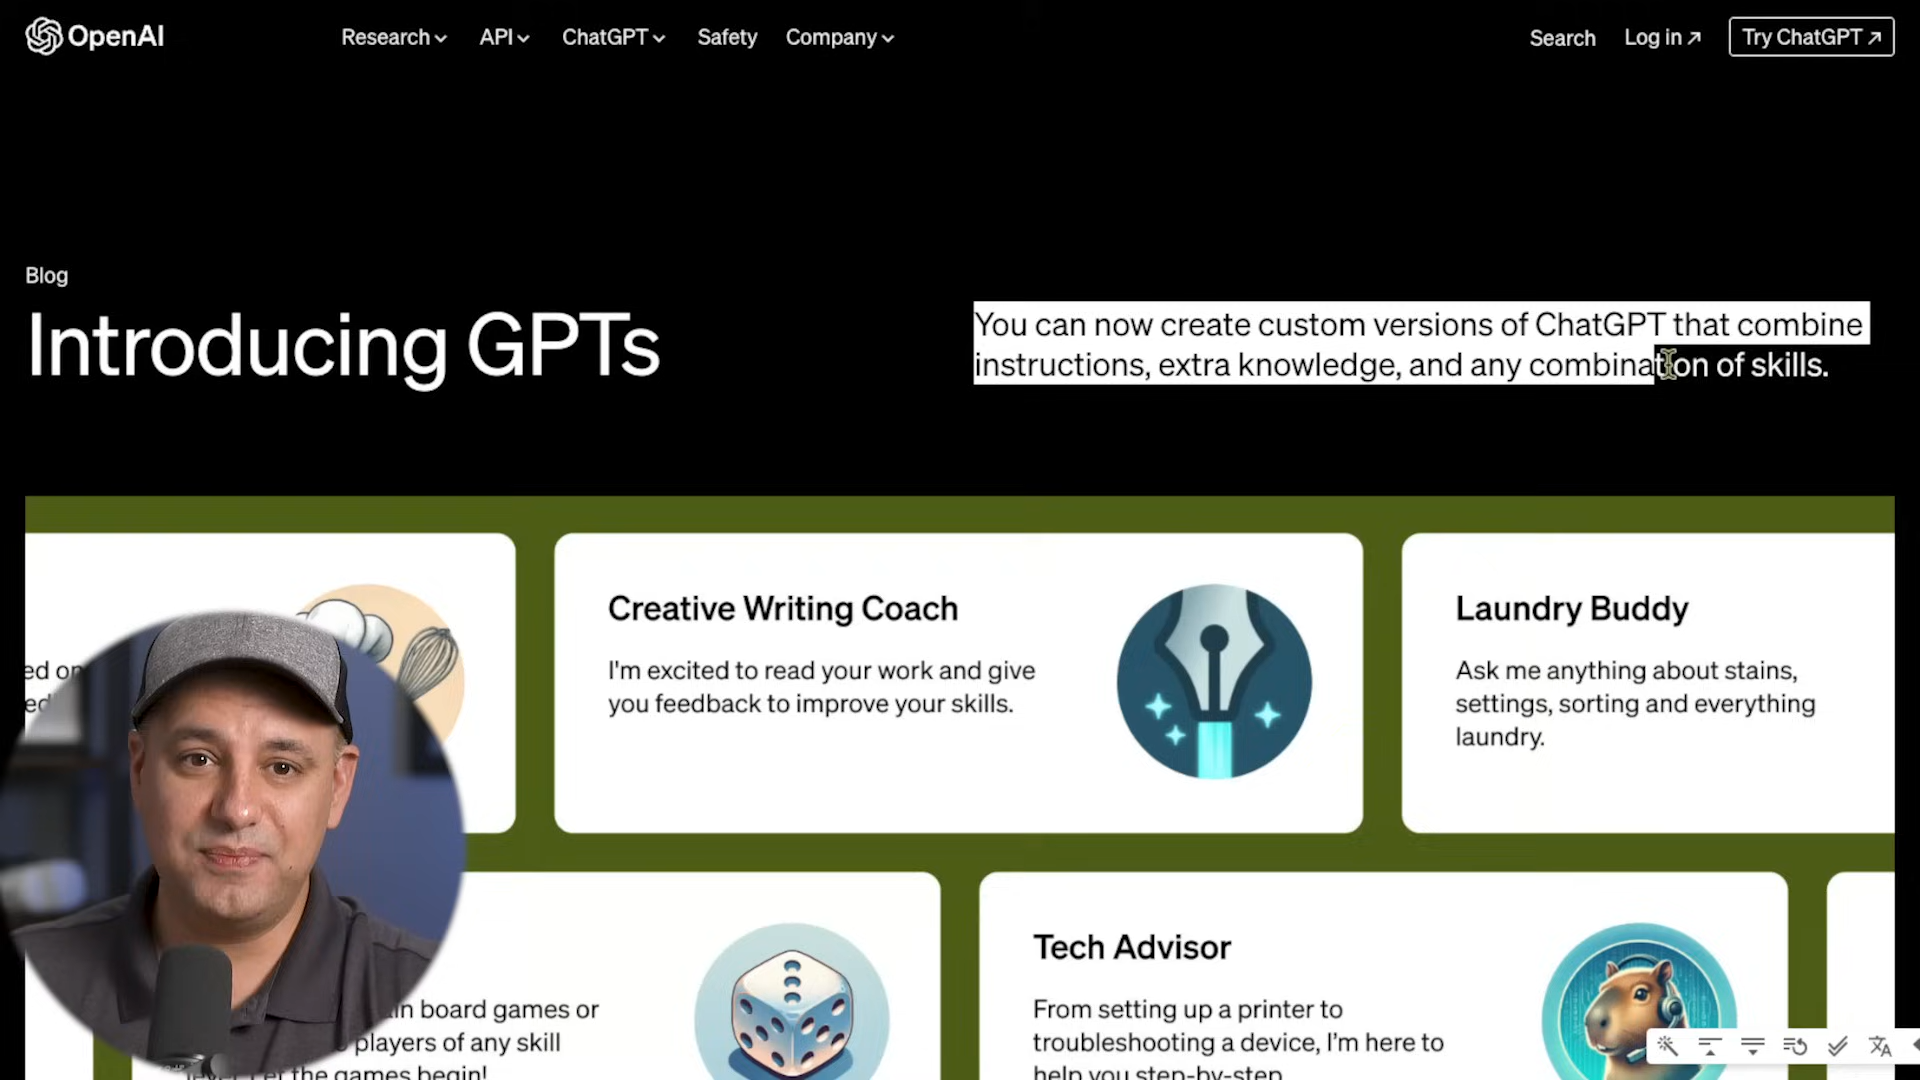 OpenAI
Research API ChatGPT Safety Company
Search Log in ↗ Try ChatGPT ↗
Blog
Introducing GPTs
You can now create custom versions of ChatGPT that combine
instructions, extra knowledge, and any combination of skills.
ed on
ed
Creative Writing Coach
I'm excited to read your work and give
you feedback to improve your skills.
Laundry Buddy
Ask me anything about stains,
settings, sorting and everything
laundry.
in board games or
players of any skill
the games begin!
Tech Advisor
From setting up a printer to
troubleshooting a device, I'm here to
help you step-by-step.